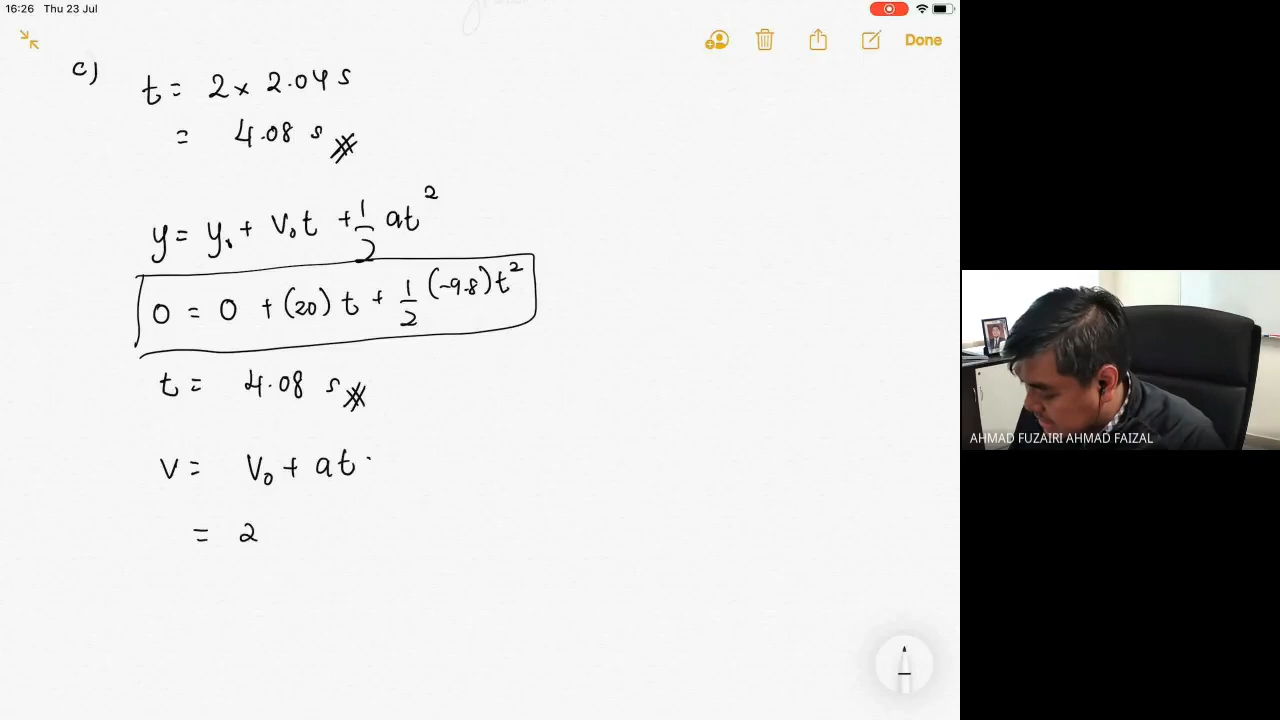 16:26 Thu 23 Jul
Done
c)
t = 2 × 2.04 s
= 4.08 s
y = y₀ + v₀t + 1/2 at²
0 = 0 + (20) t + 1/2 (-9.8) t²
t = 4.08 s
v = v₀ + at
= 2
AHMAD FUZAIRI AHMAD FAIZAL